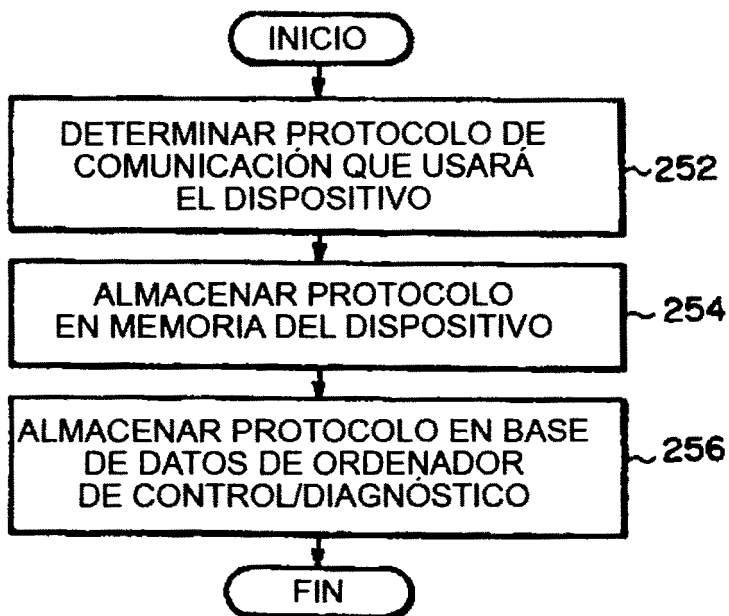 INICIO
DETERMINAR PROTOCOLO DE
COMUNICACIÓN QUE USARÁ
EL DISPOSITIVO
252
ALMACENAR PROTOCOLO
EN MEMORIA DEL DISPOSITIVO
254
ALMACENAR PROTOCOLO EN BASE
DE DATOS DE ORDENADOR
DE CONTROL/DIAGNÓSTICO
256
FIN